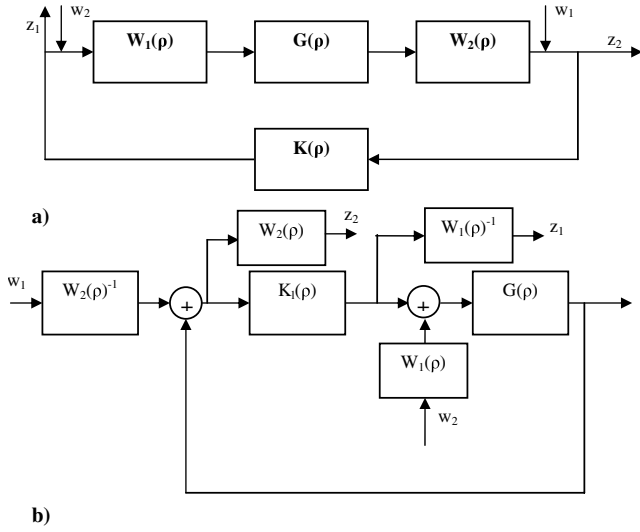 z₁ w₂ w₁
W₁(ρ) G(ρ) W₂(ρ) z₂
K(ρ)
a)
W₂(ρ) z₂ W₁(ρ)⁻¹ z₁
w₁ W₂(ρ)⁻¹ + K₁(ρ) + G(ρ)
W₁(ρ)
w₂
b)